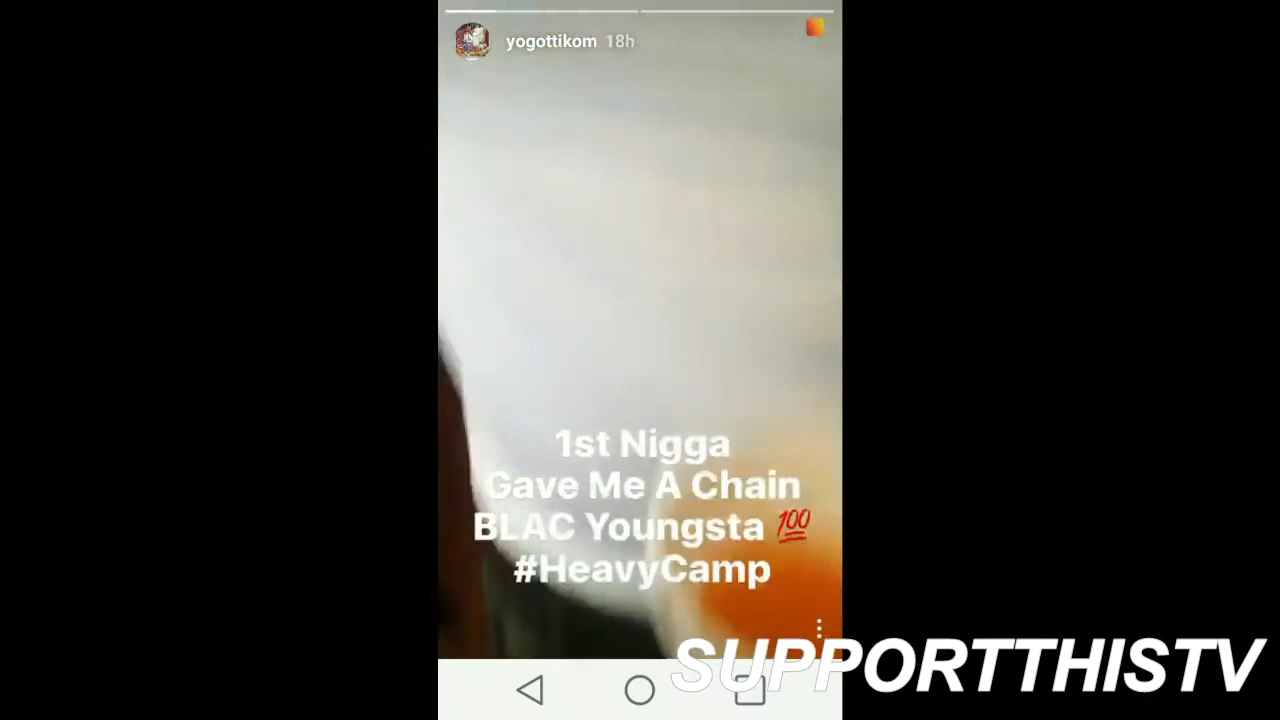 yogottikom 18h
1st Nigga
Gave Me A Chain
BLAC Youngsta 💯
#HeavyCamp
SUPPORTTHISTV